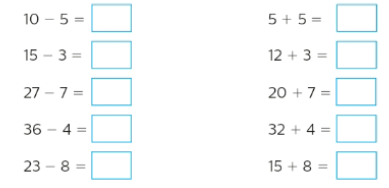 10 – 5 =
5 + 5 =
15 – 3 =
12 + 3 =
27 – 7 =
20 + 7 =
36 – 4 =
32 + 4 =
23 – 8 =
15 + 8 =